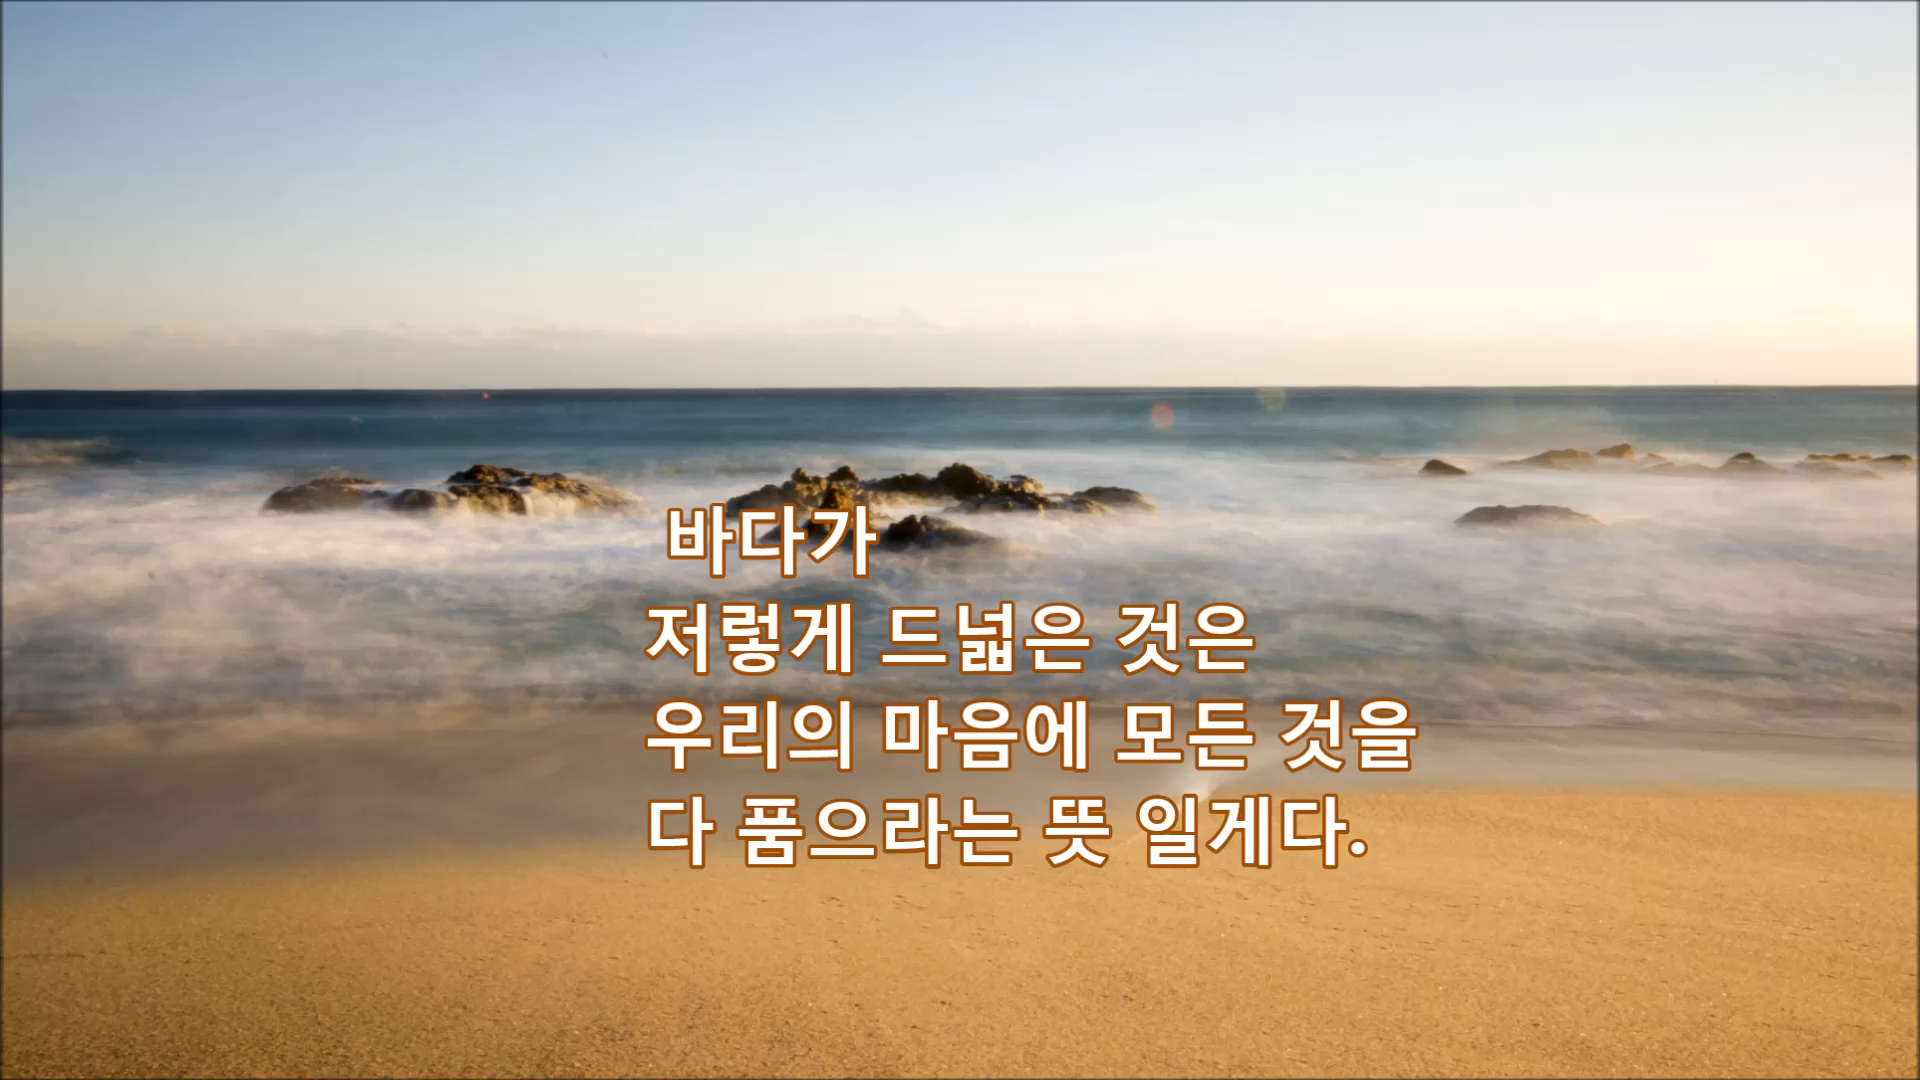 바다가
저렇게 드넓은 것은
우리의 마음에 모든 것을
다 품으라는 뜻 일게다.